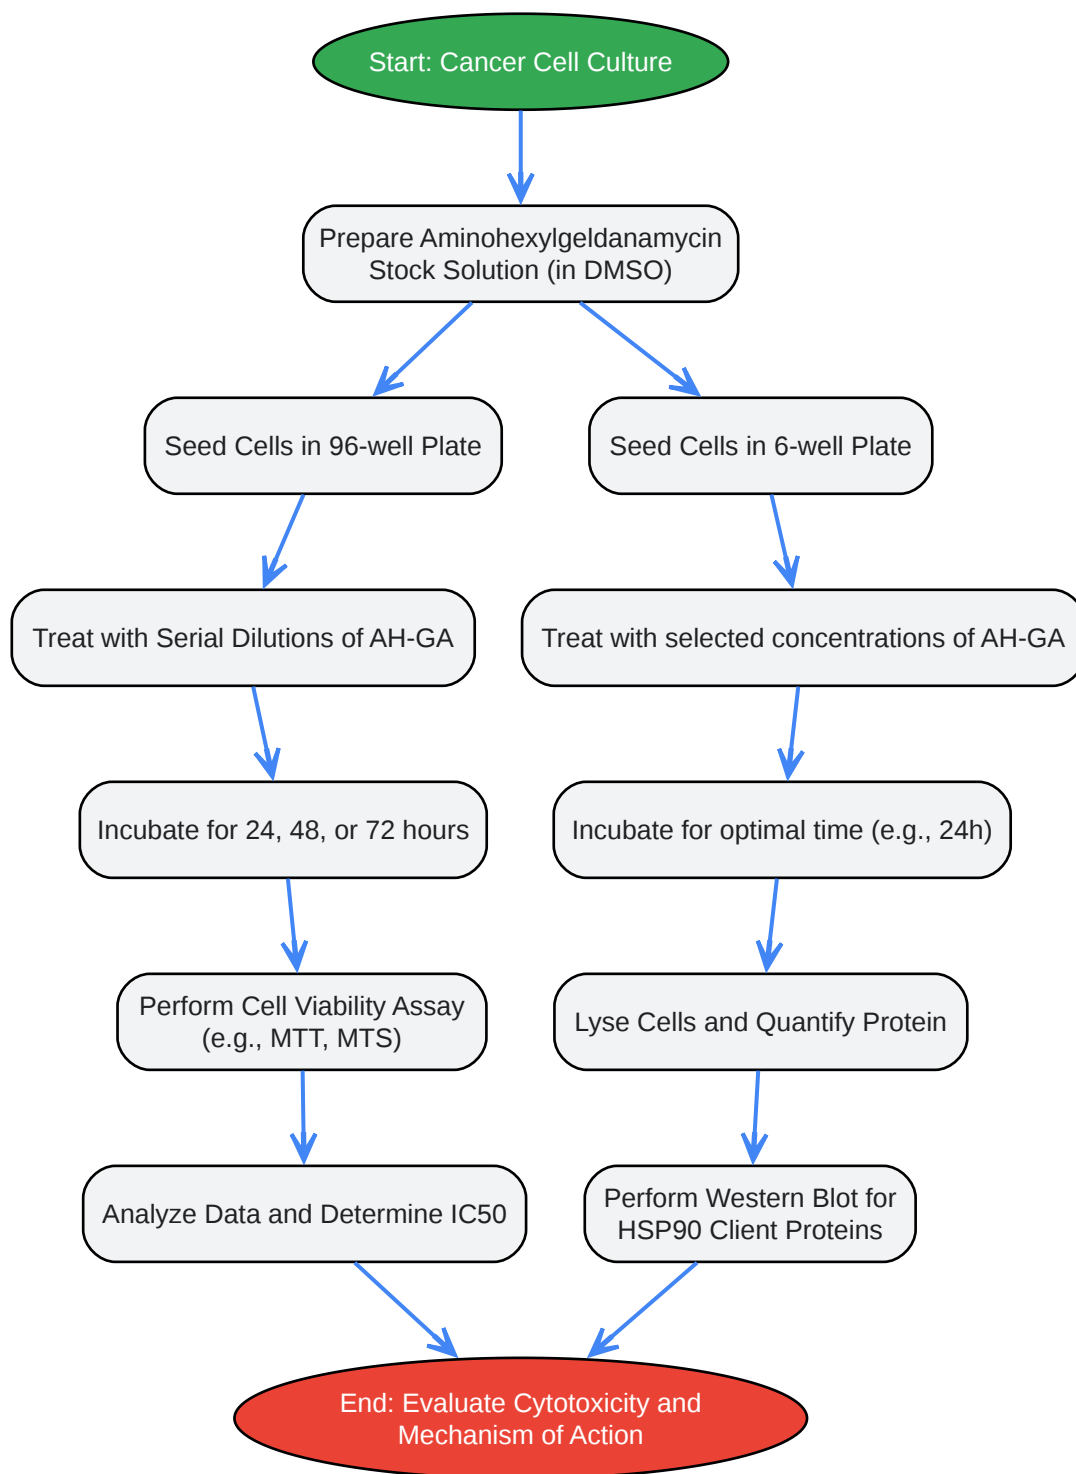 Start: Cancer Cell Culture
Prepare Aminohexylgeldanamycin
Stock Solution (in DMSO)
Seed Cells in 96-well Plate
Seed Cells in 6-well Plate
Treat with Serial Dilutions of AH-GA
Treat with selected concentrations of AH-GA
Incubate for 24, 48, or 72 hours
Incubate for optimal time (e.g., 24h)
Perform Cell Viability Assay
(e.g., MTT, MTS)
Lyse Cells and Quantify Protein
Analyze Data and Determine IC50
Perform Western Blot for
HSP90 Client Proteins
End: Evaluate Cytotoxicity and
Mechanism of Action